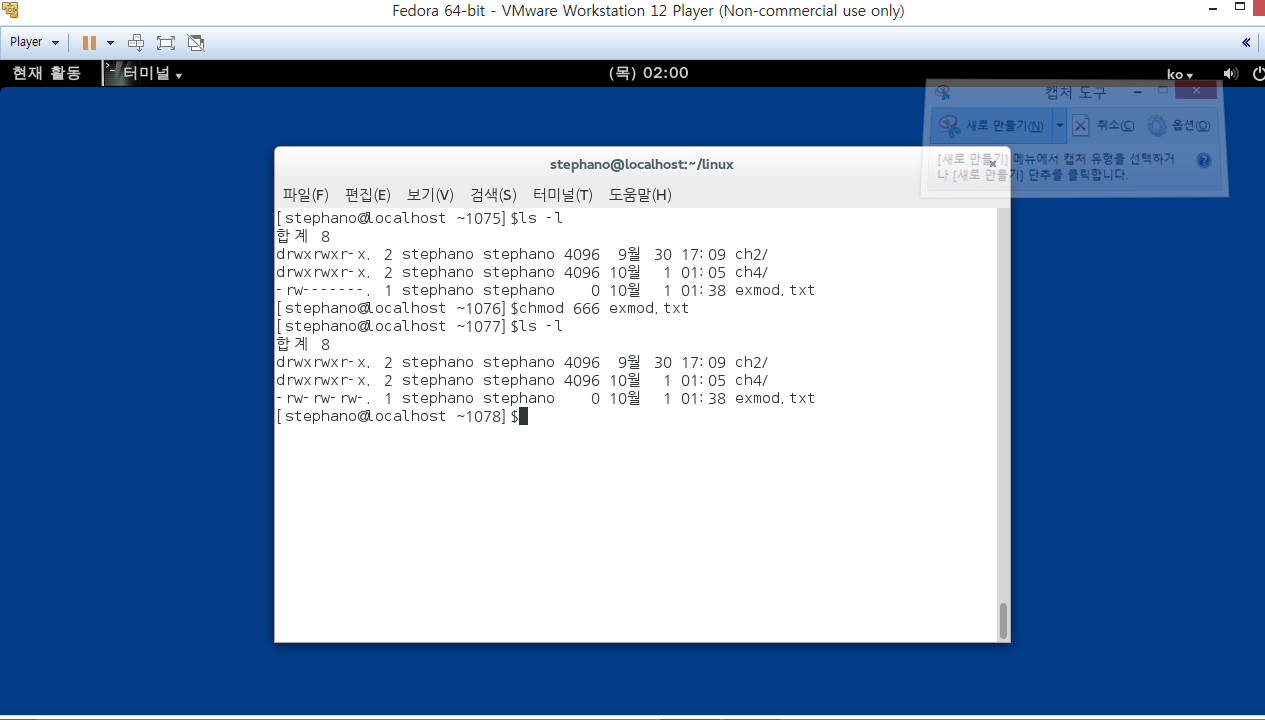 Fedora 64-bit - VMware Workstation 12 Player (Non-commercial use only)
Player
현재 활동 터미널 (목) 02:00 ko
캡처 도구
새로 만들기(N) 취소(C) 옵션(O)
[새로 만들기] 메뉴에서 캡처 유형을 선택하거
나 [새로 만들기] 단추를 클릭합니다.
stephano@localhost:~/linux
파일(F) 편집(E) 보기(V) 검색(S) 터미널(T) 도움말(H)
[stephano@localhost ~1075]$ls -l
합계 8
drwxrwxr-x. 2 stephano stephano 4096  9월 30 17:09 ch2/
drwxrwxr-x. 2 stephano stephano 4096 10월  1 01:05 ch4/
-rw-------. 1 stephano stephano    0 10월  1 01:38 exmod.txt
[stephano@localhost ~1076]$chmod 666 exmod.txt
[stephano@localhost ~1077]$ls -l
합계 8
drwxrwxr-x. 2 stephano stephano 4096  9월 30 17:09 ch2/
drwxrwxr-x. 2 stephano stephano 4096 10월  1 01:05 ch4/
-rw-rw-rw-. 1 stephano stephano    0 10월  1 01:38 exmod.txt
[stephano@localhost ~1078]$